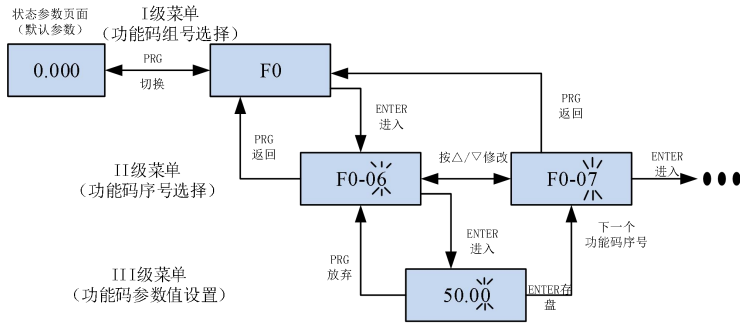 状态参数页面
（默认参数）
I级菜单
（功能码组号选择）
0.000
PRG
切换
F0
ENTER
进入
PRG
返回
PRG
返回
II级菜单
（功能码序号选择）
F0-06
按△/▽修改
F0-07
ENTER
进入
ENTER
进入
下一个
功能码序号
III级菜单
（功能码参数值设置）
PRG
放弃
50.00
ENTER存
盘